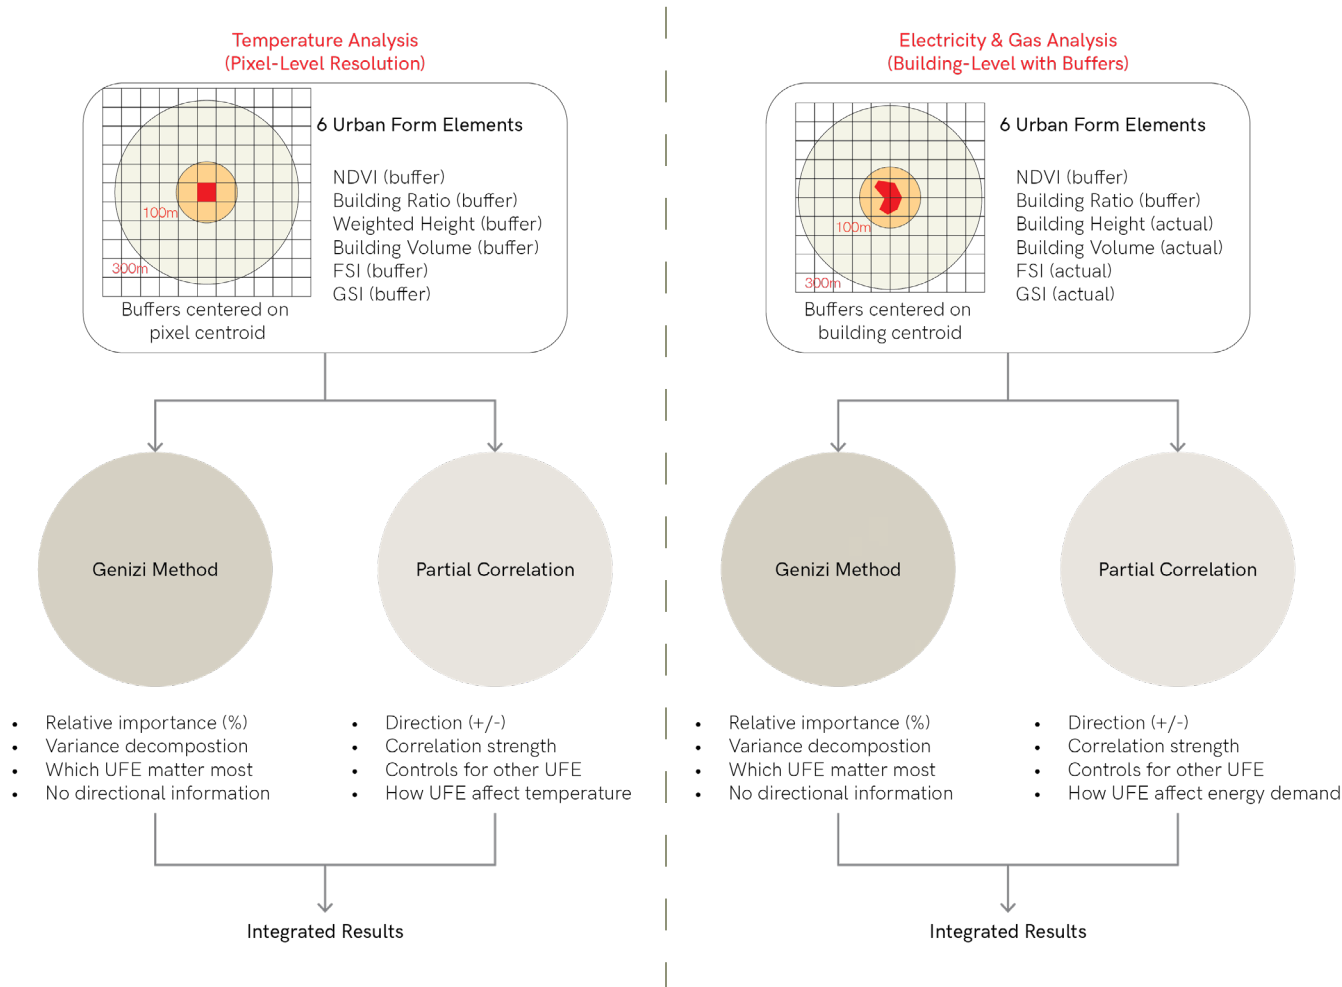 Temperature Analysis
(Pixel-Level Resolution)
6 Urban Form Elements
NDVI (buffer)
Building Ratio (buffer)
Weighted Height (buffer)
Building Volume (buffer)
FSI (buffer)
GSI (buffer)
100m
300m
Buffers centered on
pixel centroid
Genizi Method
Partial Correlation
• Relative importance (%)
• Variance decompostion
• Which UFE matter most
• No directional information
• Direction (+/-)
• Correlation strength
• Controls for other UFE
• How UFE affect temperature
Integrated Results
Electricity & Gas Analysis
(Building-Level with Buffers)
6 Urban Form Elements
NDVI (buffer)
Building Ratio (buffer)
Building Height (actual)
Building Volume (actual)
FSI (actual)
GSI (actual)
100m
300m
Buffers centered on
building centroid
Genizi Method
Partial Correlation
• Relative importance (%)
• Variance decompostion
• Which UFE matter most
• No directional information
• Direction (+/-)
• Correlation strength
• Controls for other UFE
• How UFE affect energy demand
Integrated Results